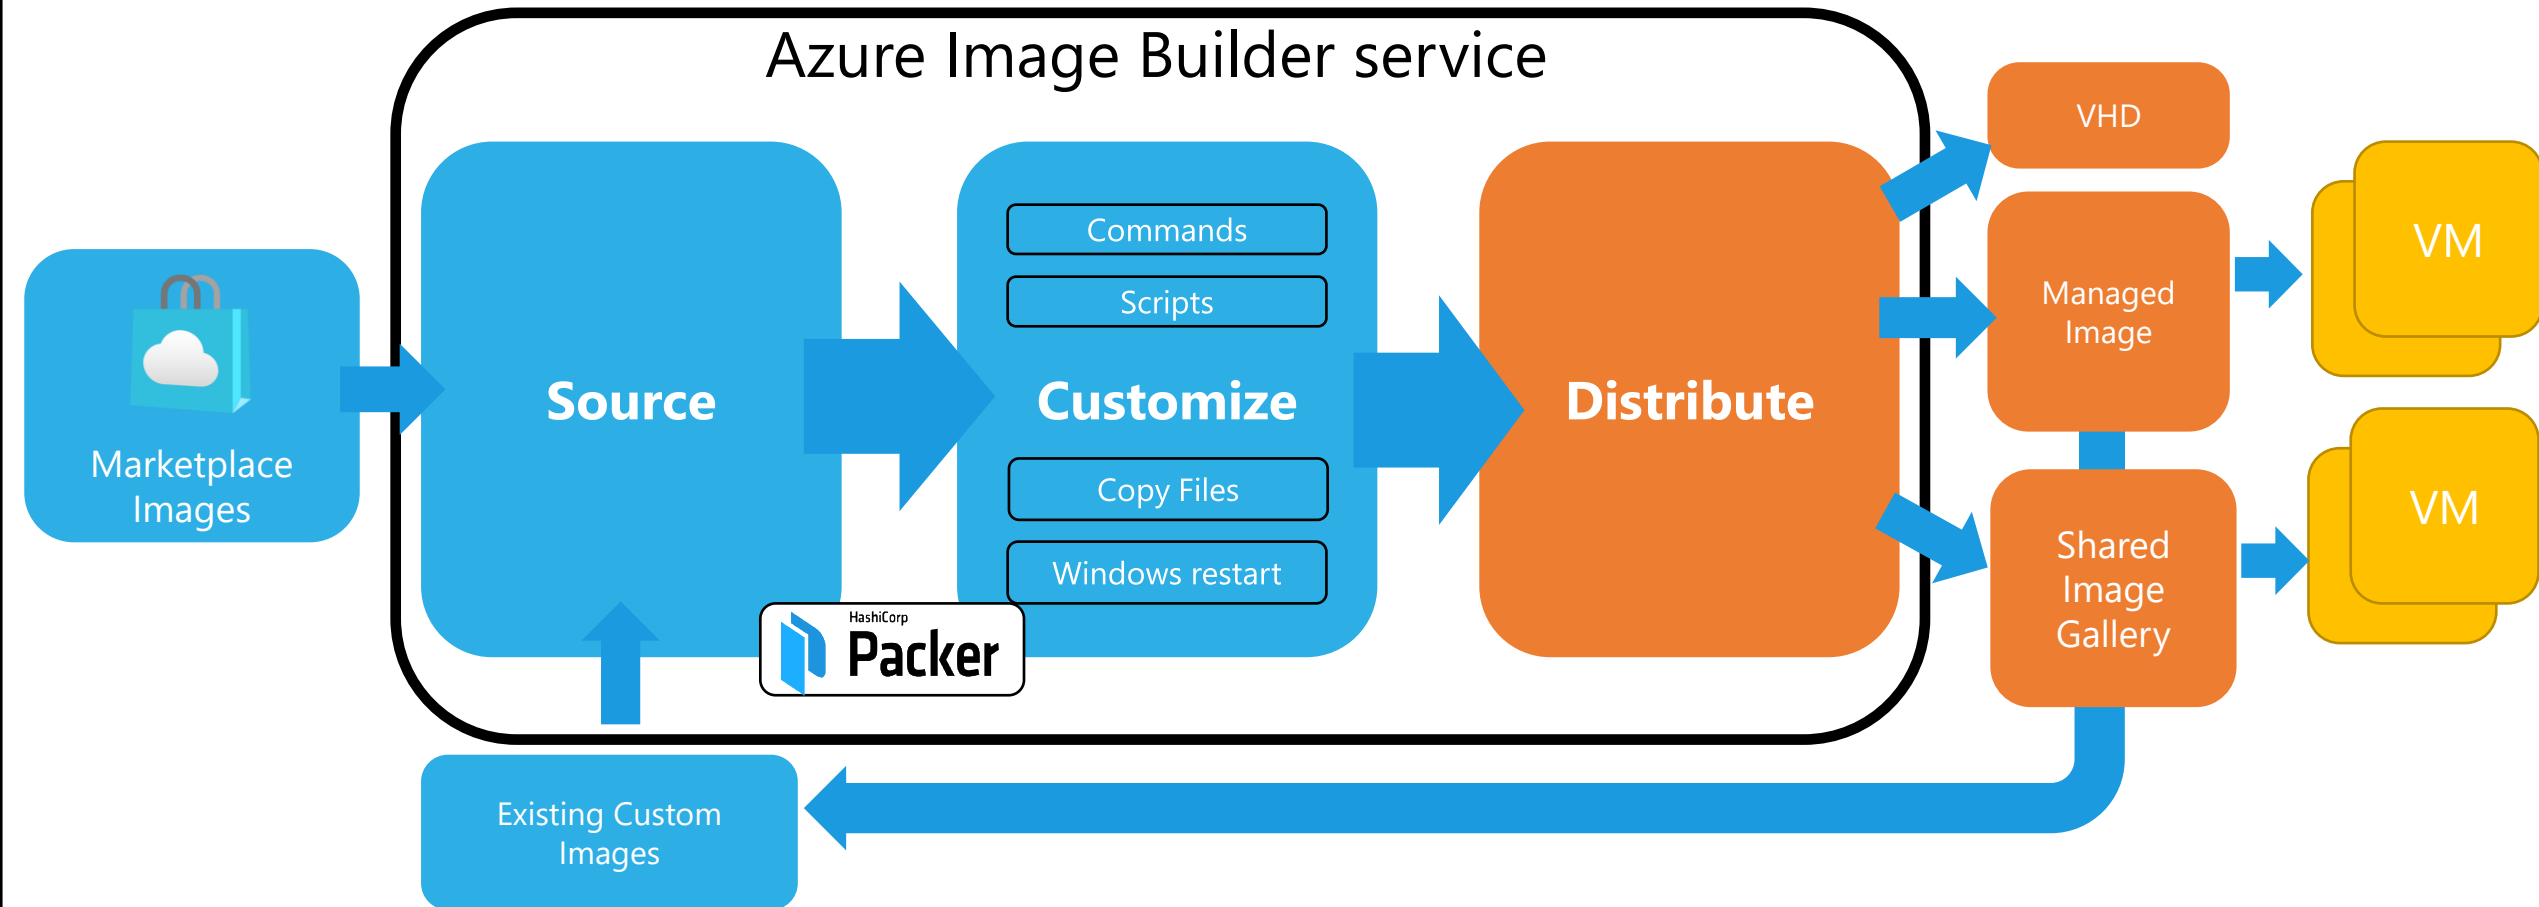 Azure Image Builder service
Marketplace
Images
Source
Commands
Scripts
Customize
Copy Files
Windows restart
HashiCorp
Packer
Distribute
VHD
Managed
Image
Shared
Image
Gallery
VM
VM
Existing Custom
Images